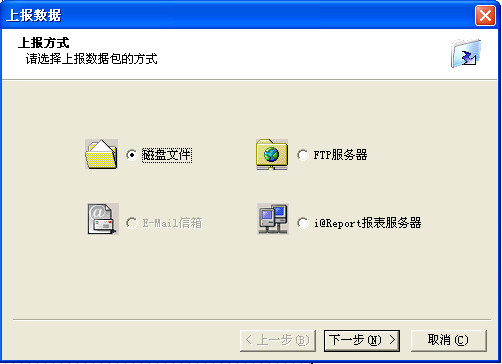 上报数据
上报方式
请选择上报数据包的方式
磁盘文件
FTP服务器
E-Mail信箱
i@Report报表服务器
< 上一步(B)
下一步(N) >
取消(C)